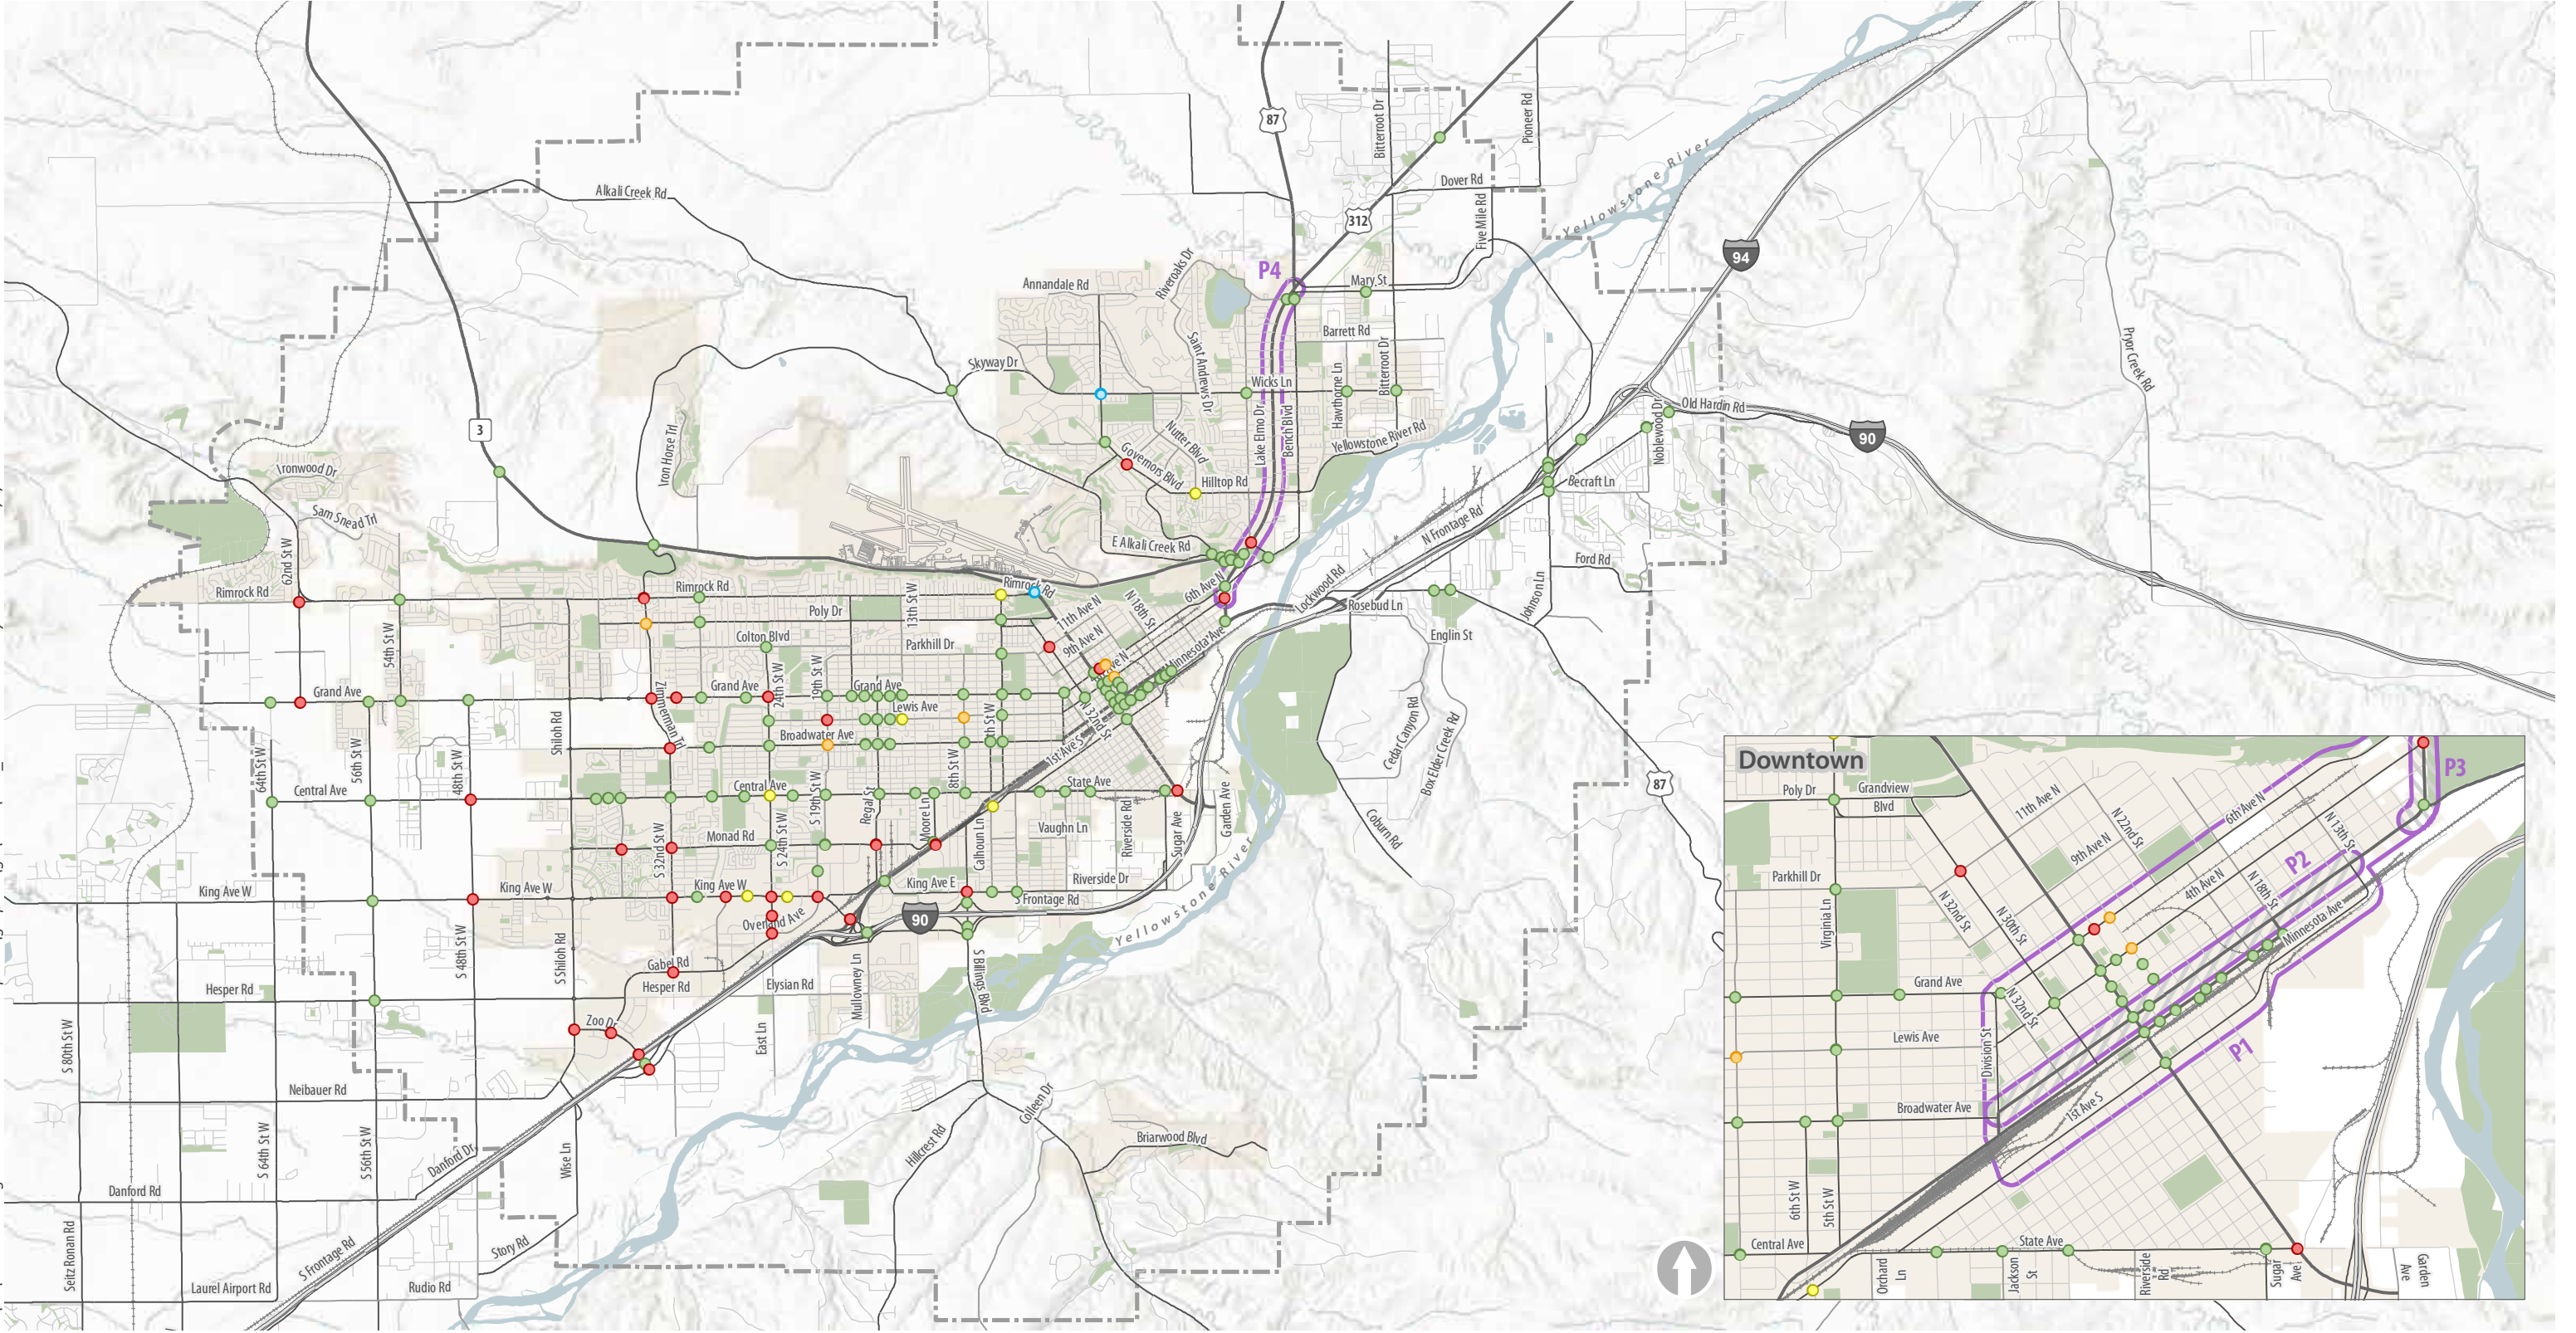 87
Bitterroot Dr
Pioneer Rd
Alkali Creek Rd
Dover Rd
Yellowstone River
312
Five Mile Rd
94
P4
Riveroaks Dr
Annandale Rd
Mary St
Barrett Rd
Saint Andrews Dr
Skyway Dr
Wicks Ln
Hawthorne Ln
Bitterroot Dr
Pryor Creek Rd
Lake Elmo Dr
Bench Blvd
Noblewood Dr
Old Hardin Rd
3
90
Iron Horse Trl
Nutter Blvd
Yellowstone River Rd
Governors Blvd
Ironwood Dr
Hilltop Rd
Becraft Ln
Sam Snead Trl
N Frontage Rd
E Alkali Creek Rd
62nd St W
Ford Rd
Rimrock Rd
Rimrock Rd
Rimrock Rd
6th Ave N
Lockwood Rd
Johnson Ln
Poly Dr
13th St W
11th Ave N
N 18th St
Rosebud Ln
Colton Blvd
Parkhill Dr
9th Ave N
Minnesota Ave
Englin St
54th St W
Ave N
Grand Ave
Zimmerman Trl
Grand Ave
24th St W
19th St W
Grand Ave
Lewis Ave
N 32nd St
Shiloh Rd
Broadwater Ave
th St W
1st Ave S
Cedar Canyon Rd
Box Elder Creek Rd
64th St W
56th St W
48th St W
8th St W
Central Ave
Central Ave
S 19th St W
Regal St
State Ave
87
Moore Ln
Calhoun Ln
Vaughn Ln
Riverside Rd
Sugar Ave
Garden Ave
Coburn Rd
Monad Rd
S 32nd St W
S 24th St W
King Ave W
King Ave W
King Ave W
King Ave E
Riverside Dr
S Frontage Rd
90
Overland Ave
Yellowstone River
S 48th St W
S Shiloh Rd
Gabel Rd
Hesper Rd
Hesper Rd
Elysian Rd
Mullowney Ln
S Billings Blvd
Zoo Dr
S 80th St W
East Ln
Neibauer Rd
Colleen Dr
Hillcrest Rd
Briarwood Blvd
S 64th St W
S 56th St W
Danford Dr
Wise Ln
Danford Rd
Seitz Ronan Rd
S Frontage Rd
Story Rd
Laurel Airport Rd
Rudio Rd
Downtown
P3
Poly Dr
Grandview
Blvd
11th Ave N
N 22nd St
6th Ave N
N 13th St
9th Ave N
P2
Parkhill Dr
4th Ave N
N 18th St
Virginia Ln
N 32nd St
N 30th St
Minnesota Ave
Grand Ave
N 32nd St
Lewis Ave
Division St
P1
Broadwater Ave
1st Ave S
6th St W
5th St W
Central Ave
State Ave
Orchard
Ln
Jackson
St
Riverside
Rd
Sugar
Ave
Garden
Ave